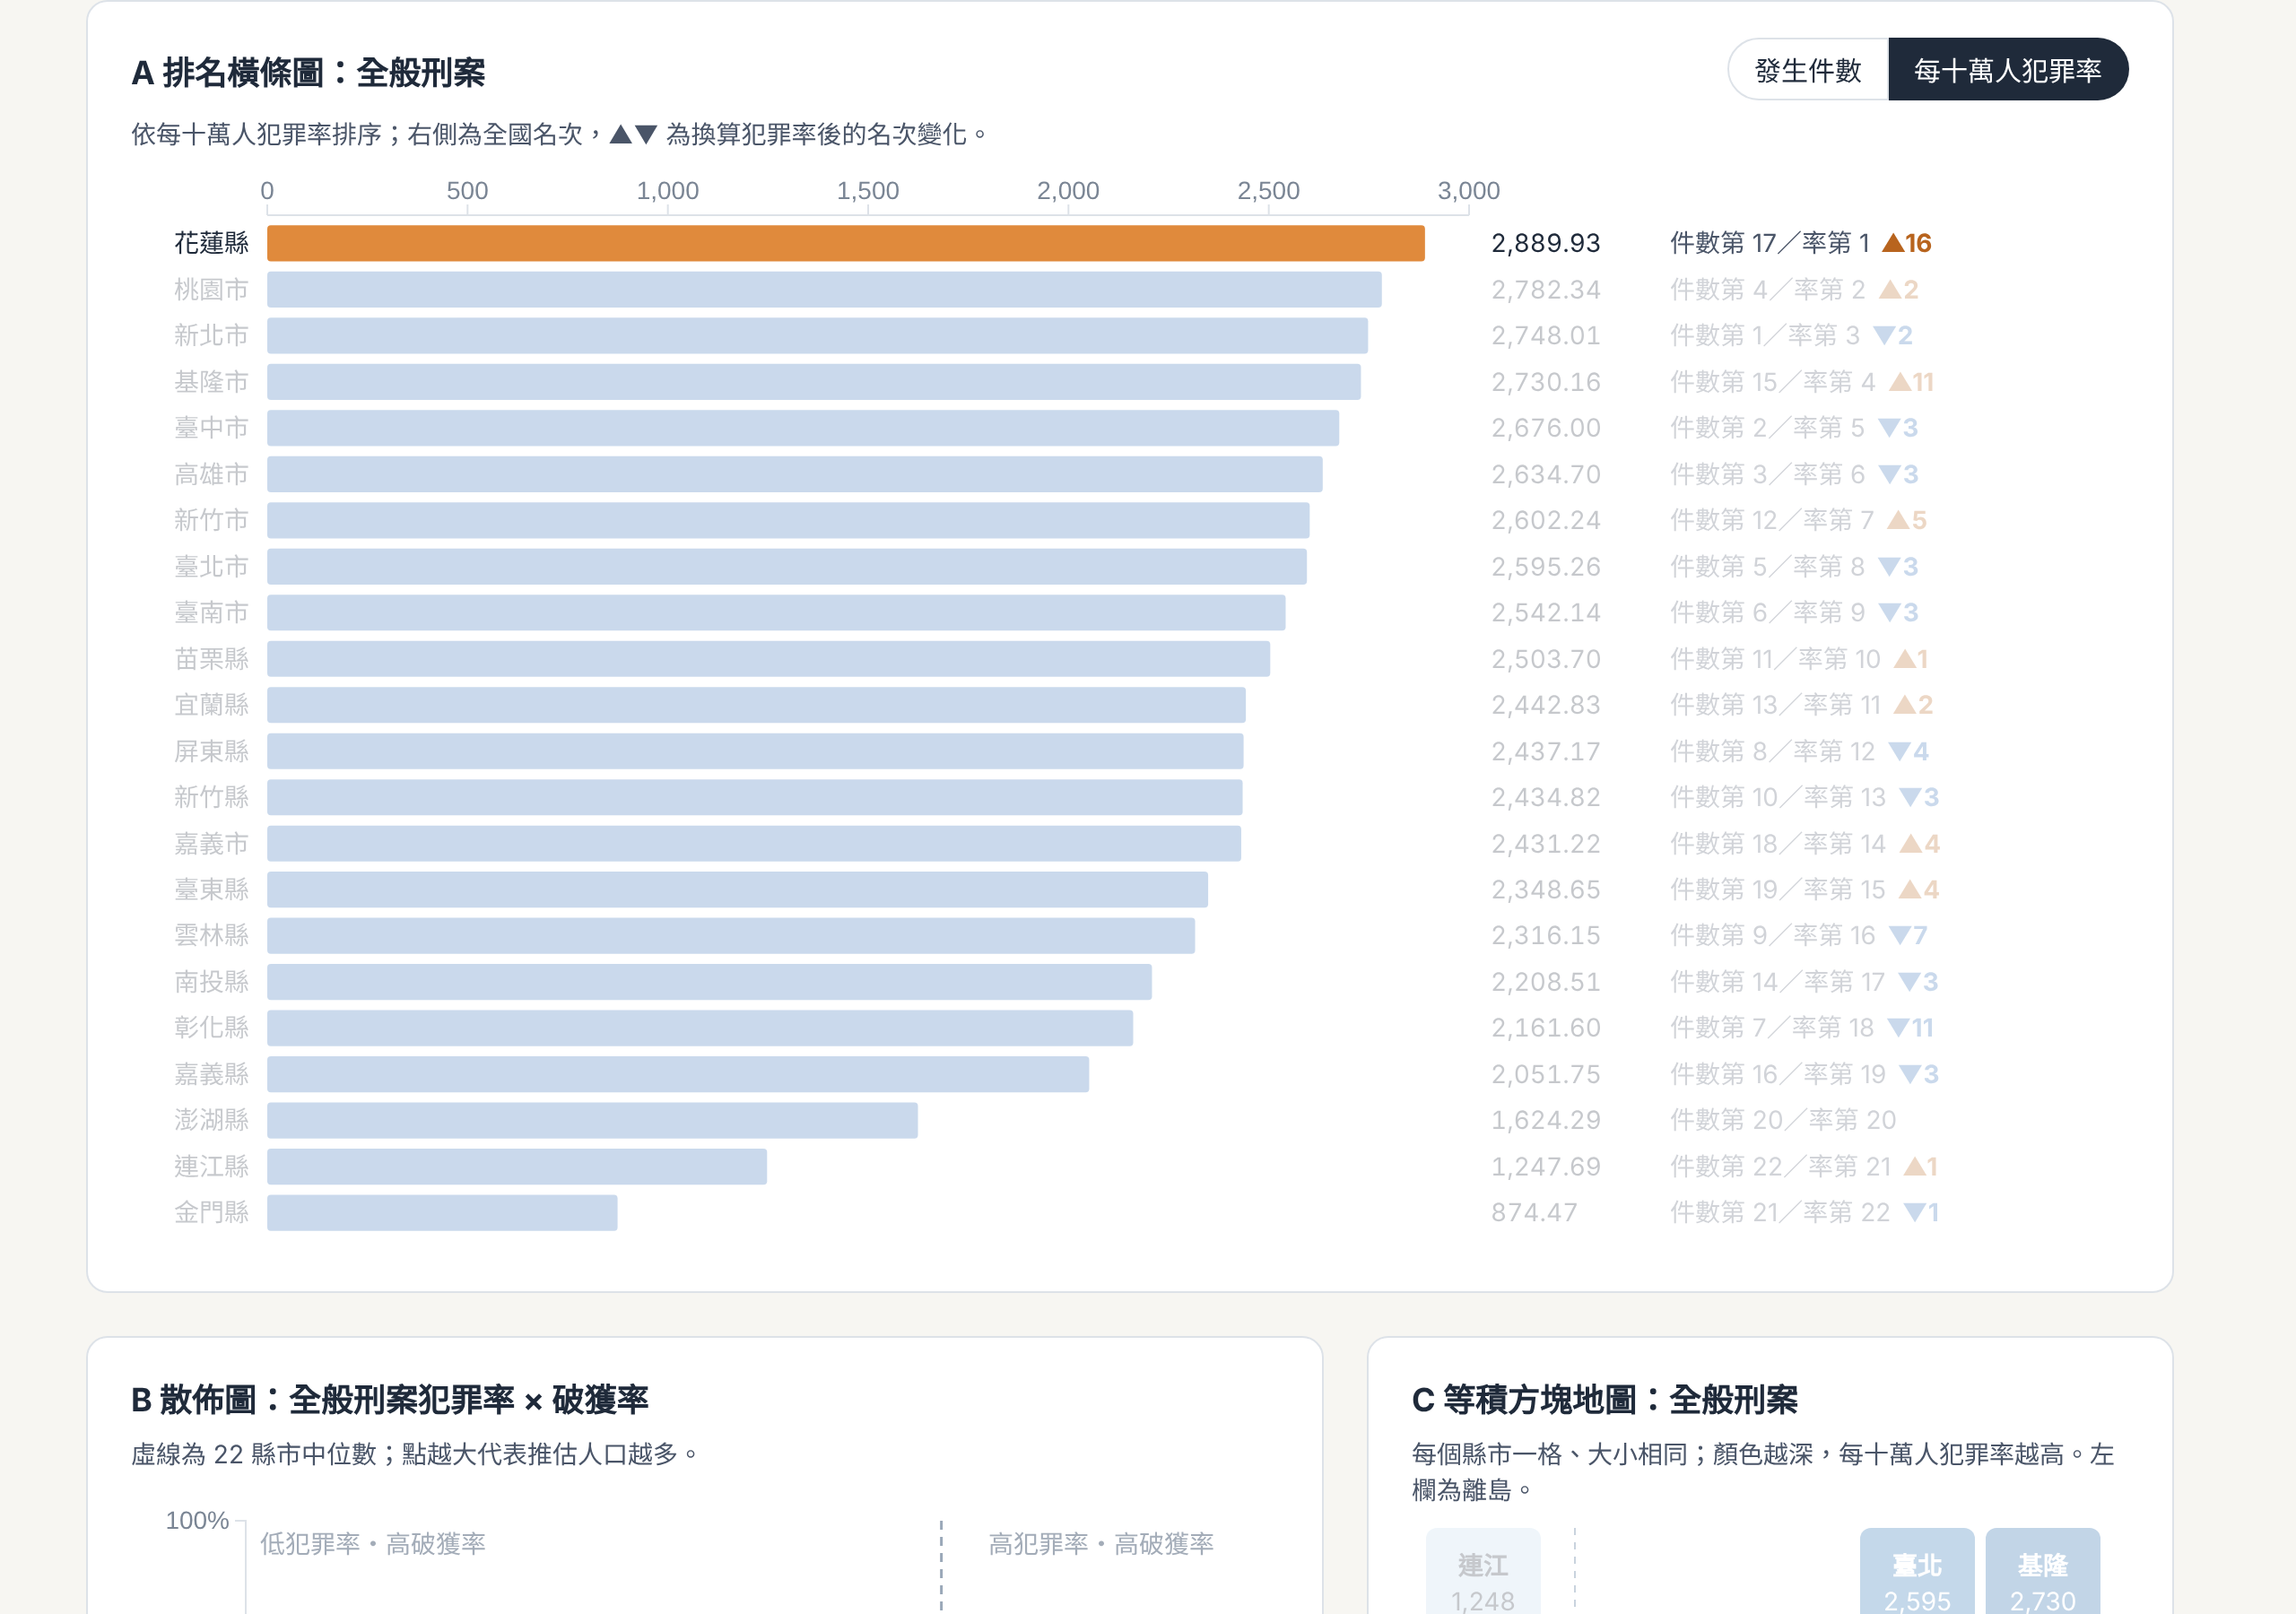 A 排名橫條圖：全般刑案
發生件數 每十萬人犯罪率
依每十萬人犯罪率排序；右側為全國名次，▲▼ 為換算犯罪率後的名次變化。
0 500 1,000 1,500 2,000 2,500 3,000
花蓮縣 2,889.93 件數第 17／率第 1 ▲16
桃園市 2,782.34 件數第 4／率第 2 ▲2
新北市 2,748.01 件數第 1／率第 3 ▼2
基隆市 2,730.16 件數第 15／率第 4 ▲11
臺中市 2,676.00 件數第 2／率第 5 ▼3
高雄市 2,634.70 件數第 3／率第 6 ▼3
新竹市 2,602.24 件數第 12／率第 7 ▲5
臺北市 2,595.26 件數第 5／率第 8 ▼3
臺南市 2,542.14 件數第 6／率第 9 ▼3
苗栗縣 2,503.70 件數第 11／率第 10 ▲1
宜蘭縣 2,442.83 件數第 13／率第 11 ▲2
屏東縣 2,437.17 件數第 8／率第 12 ▼4
新竹縣 2,434.82 件數第 10／率第 13 ▼3
嘉義市 2,431.22 件數第 18／率第 14 ▲4
臺東縣 2,348.65 件數第 19／率第 15 ▲4
雲林縣 2,316.15 件數第 9／率第 16 ▼7
南投縣 2,208.51 件數第 14／率第 17 ▼3
彰化縣 2,161.60 件數第 7／率第 18 ▼11
嘉義縣 2,051.75 件數第 16／率第 19 ▼3
澎湖縣 1,624.29 件數第 20／率第 20
連江縣 1,247.69 件數第 22／率第 21 ▲1
金門縣 874.47 件數第 21／率第 22 ▼1
B 散佈圖：全般刑案犯罪率 × 破獲率
虛線為 22 縣市中位數；點越大代表推估人口越多。
100%
低犯罪率・高破獲率
高犯罪率・高破獲率
C 等積方塊地圖：全般刑案
每個縣市一格、大小相同；顏色越深，每十萬人犯罪率越高。左
欄為離島。
連江 臺北 基隆
1,248 2,595 2,730